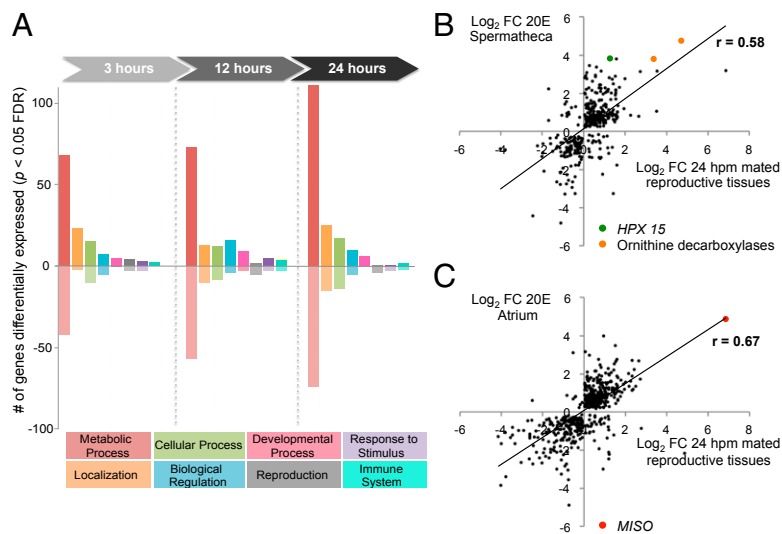 A
3 hours
12 hours
24 hours
# of genes differentially expressed (p < 0.05 FDR)
100
50
0
-50
-100
Metabolic Process
Cellular Process
Developmental Process
Response to Stimulus
Localization
Biological Regulation
Reproduction
Immune System
B
Log2 FC 20E
Spermatheca
6
4
2
0
-2
-4
-6
-6
-4
-2
0
2
4
6
8
r = 0.58
Log2 FC 24 hpm mated
reproductive tissues
HPX 15
Ornithine decarboxylases
C
Log2 FC 20E
Atrium
6
4
2
0
-2
-4
-6
-6
-4
-2
0
2
4
6
8
r = 0.67
Log2 FC 24 hpm mated
reproductive tissues
MISO